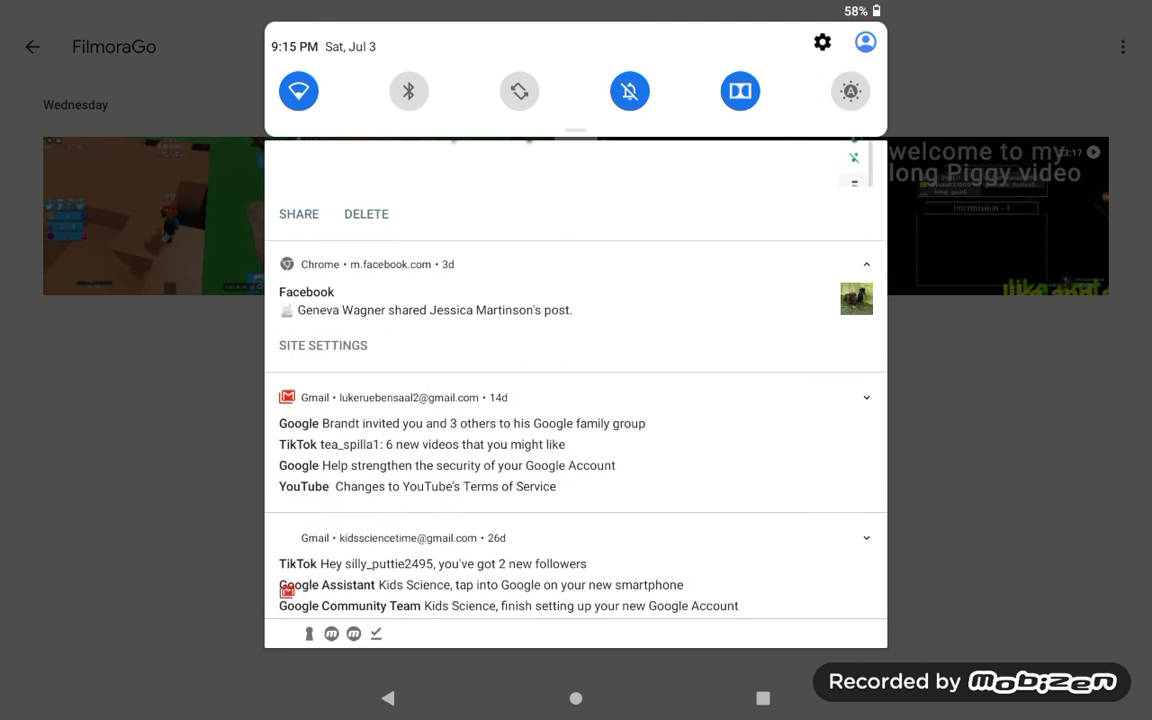 58%
FilmoraGo
9:15 PM Sat, Jul 3
Wednesday
A
welcome to my
long Piggy video
13:17
Intermission - 1
SHARE DELETE
Chrome • m.facebook.com • 3d
Facebook
Geneva Wagner shared Jessica Martinson's post.
SITE SETTINGS
Gmail • lukeruebensaal2@gmail.com • 14d
Google Brandt invited you and 3 others to his Google family group
TikTok tea_spilla1: 6 new videos that you might like
Google Help strengthen the security of your Google Account
YouTube Changes to YouTube's Terms of Service
Gmail • kidssciencetime@gmail.com • 26d
TikTok Hey silly_puttie2495, you've got 2 new followers
Google Assistant Kids Science, tap into Google on your new smartphone
Google Community Team Kids Science, finish setting up your new Google Account
Recorded by mobizen